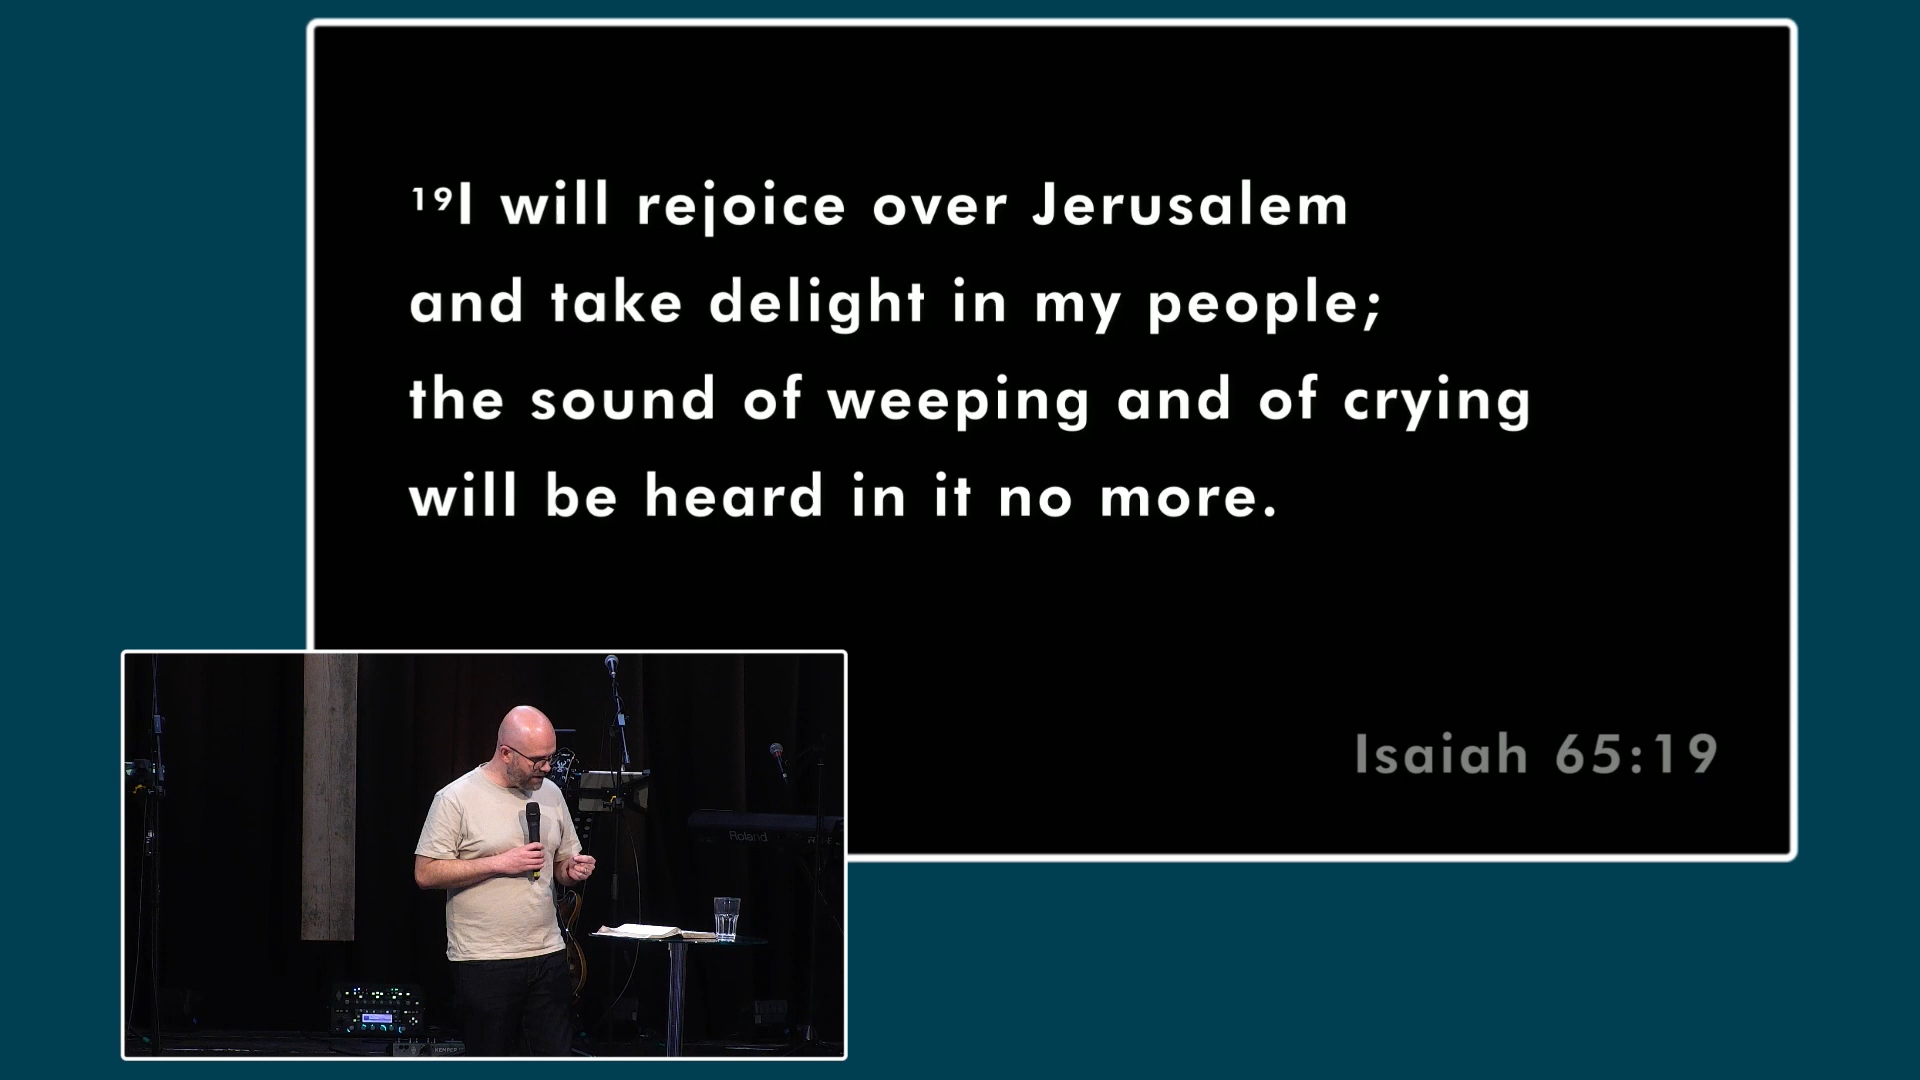 ¹⁹I will rejoice over Jerusalem
and take delight in my people;
the sound of weeping and of crying
will be heard in it no more.
Isaiah 65:19
Roland
KEMPER